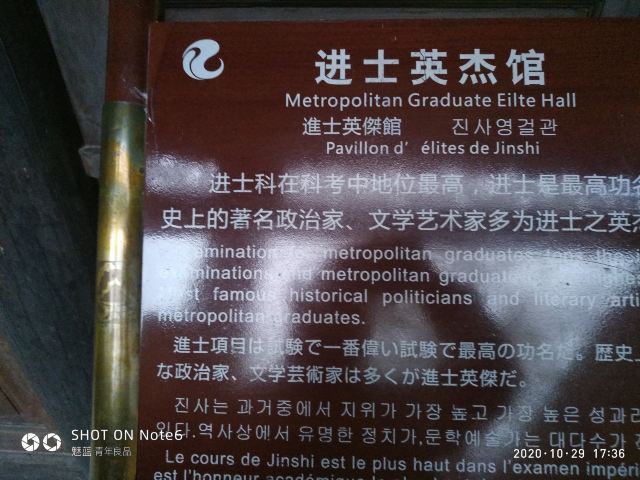 进士英杰馆
Metropolitan Graduate Eilte Hall
進士英傑館 진사영걸관
Pavillon d' élites de Jinshi
进士科在科考中地位最高，进士是最高功名
史上的著名政治家、文学艺术家多为进士之英杰
for metropolitan graduates
and metropolitan
famous historical politicians and literary
metropolitan graduates.
進士項目は試験で一番偉い試験で最高の功名だ。歴史上
な政治家、文学芸術家は多くが進士英傑だ。
진사는 과거중에서 지위가 가장 높고 가장 높은 성과
있다.역사상에서 유명한 정치가,문학예술가는 대다수가
Le cours de Jinshi est le plus haut dans l'examen
est l'honneur
SHOT ON Note6
魅蓝 青年良品
2020·10·29 17:36